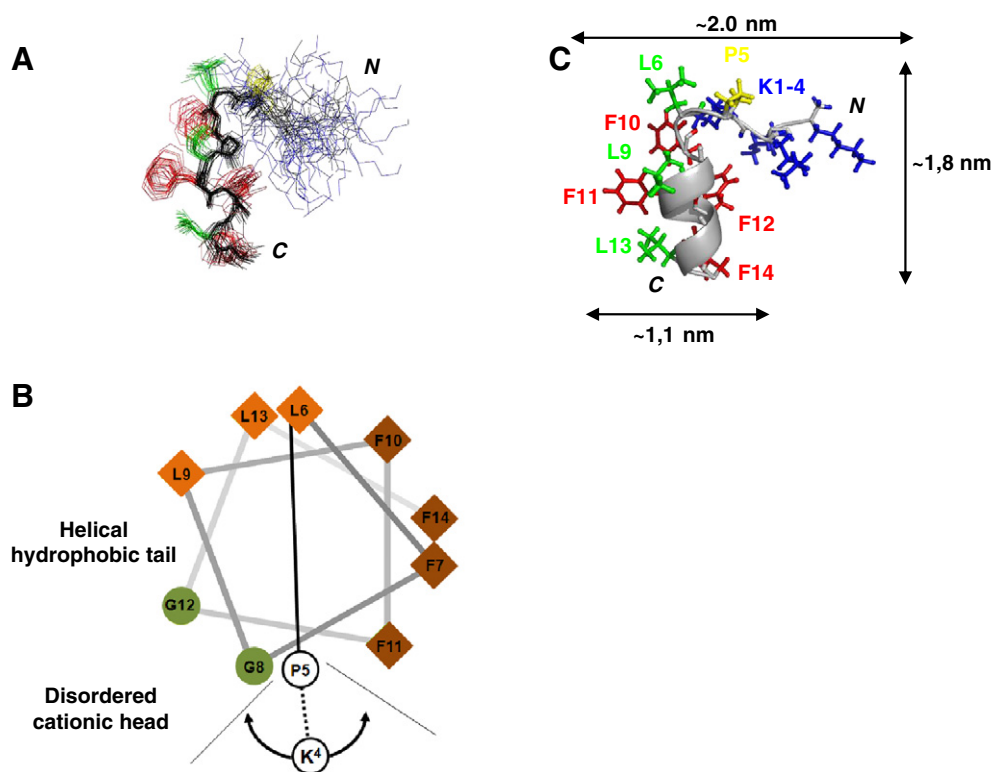 A
N
C
C
~2.0 nm
P5
L6
K1-4
N
F10
L9
F11
F12
L13
F14
C
~1,8 nm
~1,1 nm
B
L13
L6
F10
L9
F14
F7
G12
F11
G8
P5
K4
Helical
hydrophobic tail
Disordered
cationic head